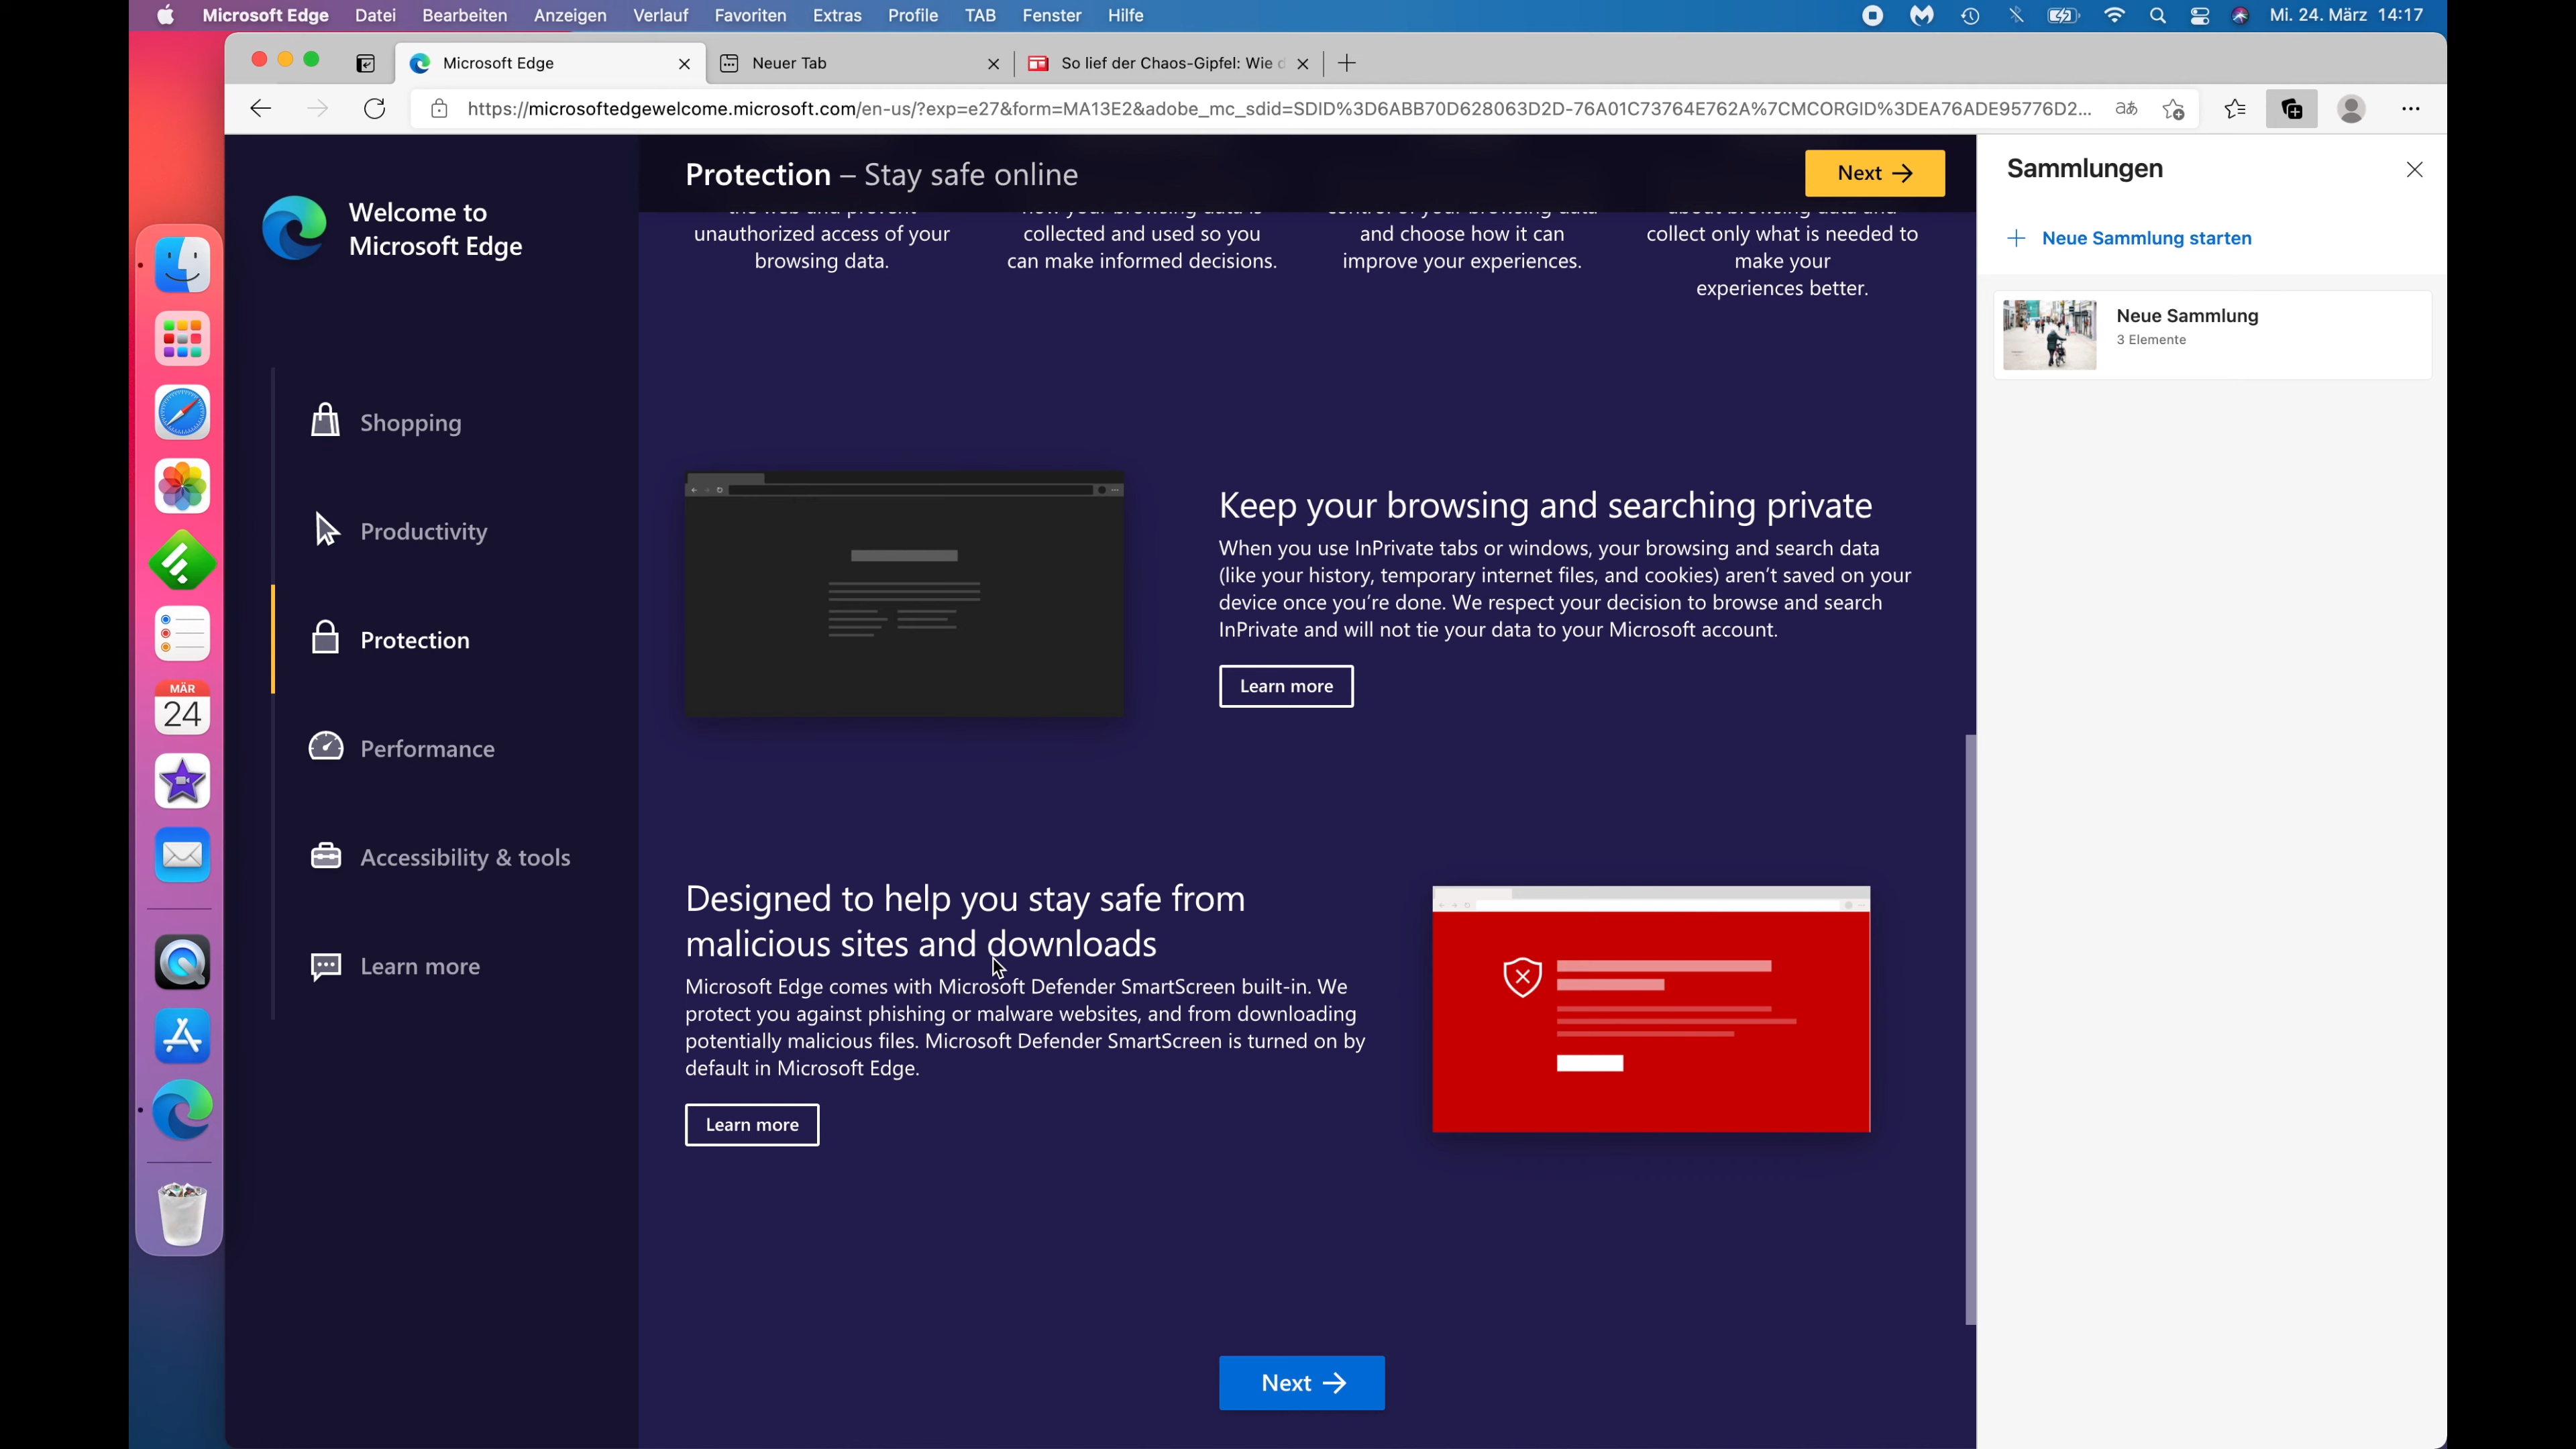 Microsoft Edge Datei Bearbeiten Anzeigen Verlauf Favoriten Extras Profile TAB Fenster Hilfe Mi. 24. März 14:17
Microsoft Edge Neuer Tab So lief der Chaos-Gipfel: Wie
https://microsoftedgewelcome.microsoft.com/en-us/?exp=e27&form=MA13E2&adobe_mc_sdid=SDID%3D6ABB70D628063D2D-76A01C73764E762A%7CMCORGID%3DEA76ADE95776D2... aあ
Welcome to
Microsoft Edge
Shopping
Productivity
Protection
Performance
Accessibility & tools
Learn more
MÄR
24
Protection – Stay safe online
Next
unauthorized access of your
browsing data.
collected and used so you
can make informed decisions.
and choose how it can
improve your experiences.
collect only what is needed to
make your
experiences better.
Keep your browsing and searching private
When you use InPrivate tabs or windows, your browsing and search data
(like your history, temporary internet files, and cookies) aren't saved on your
device once you're done. We respect your decision to browse and search
InPrivate and will not tie your data to your Microsoft account.
Learn more
Designed to help you stay safe from
malicious sites and downloads
Microsoft Edge comes with Microsoft Defender SmartScreen built-in. We
protect you against phishing or malware websites, and from downloading
potentially malicious files. Microsoft Defender SmartScreen is turned on by
default in Microsoft Edge.
Learn more
Next
Sammlungen
Neue Sammlung starten
Neue Sammlung
3 Elemente